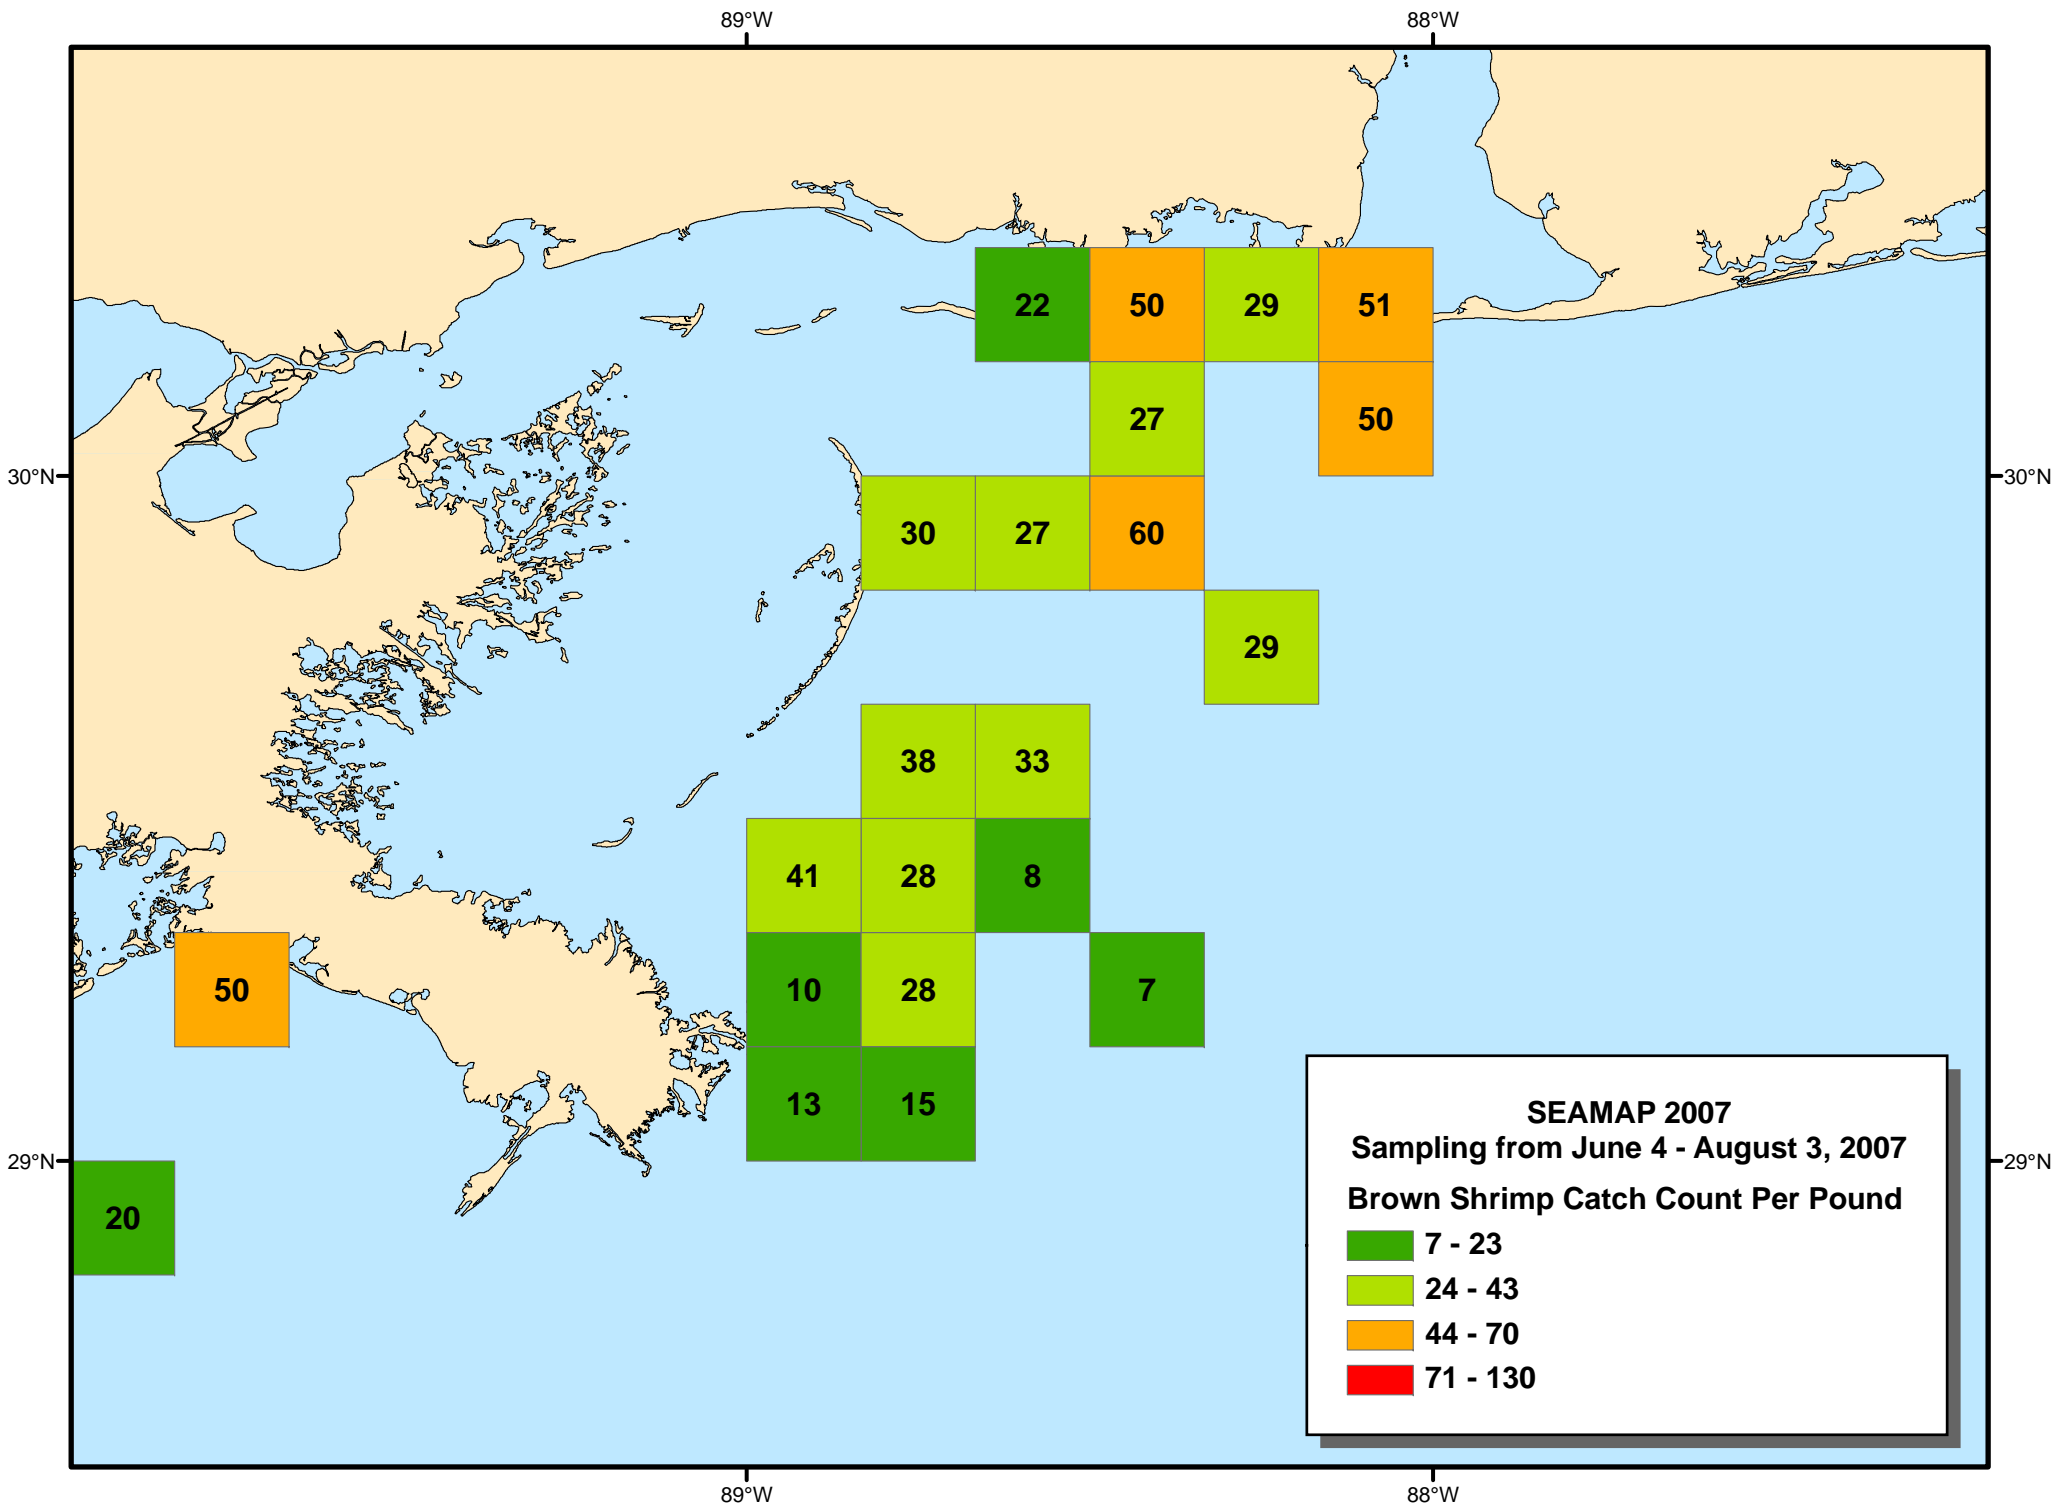 89°W 88°W
22 50 29 51
27 50
30°N 30°N
30 27 60
29
38 33
41 28 8
50 10 28 7
13 15
SEAMAP 2007
Sampling from June 4 - August 3, 2007
29°N 29°N
Brown Shrimp Catch Count Per Pound
20
7 - 23
24 - 43
44 - 70
71 - 130
89°W 88°W